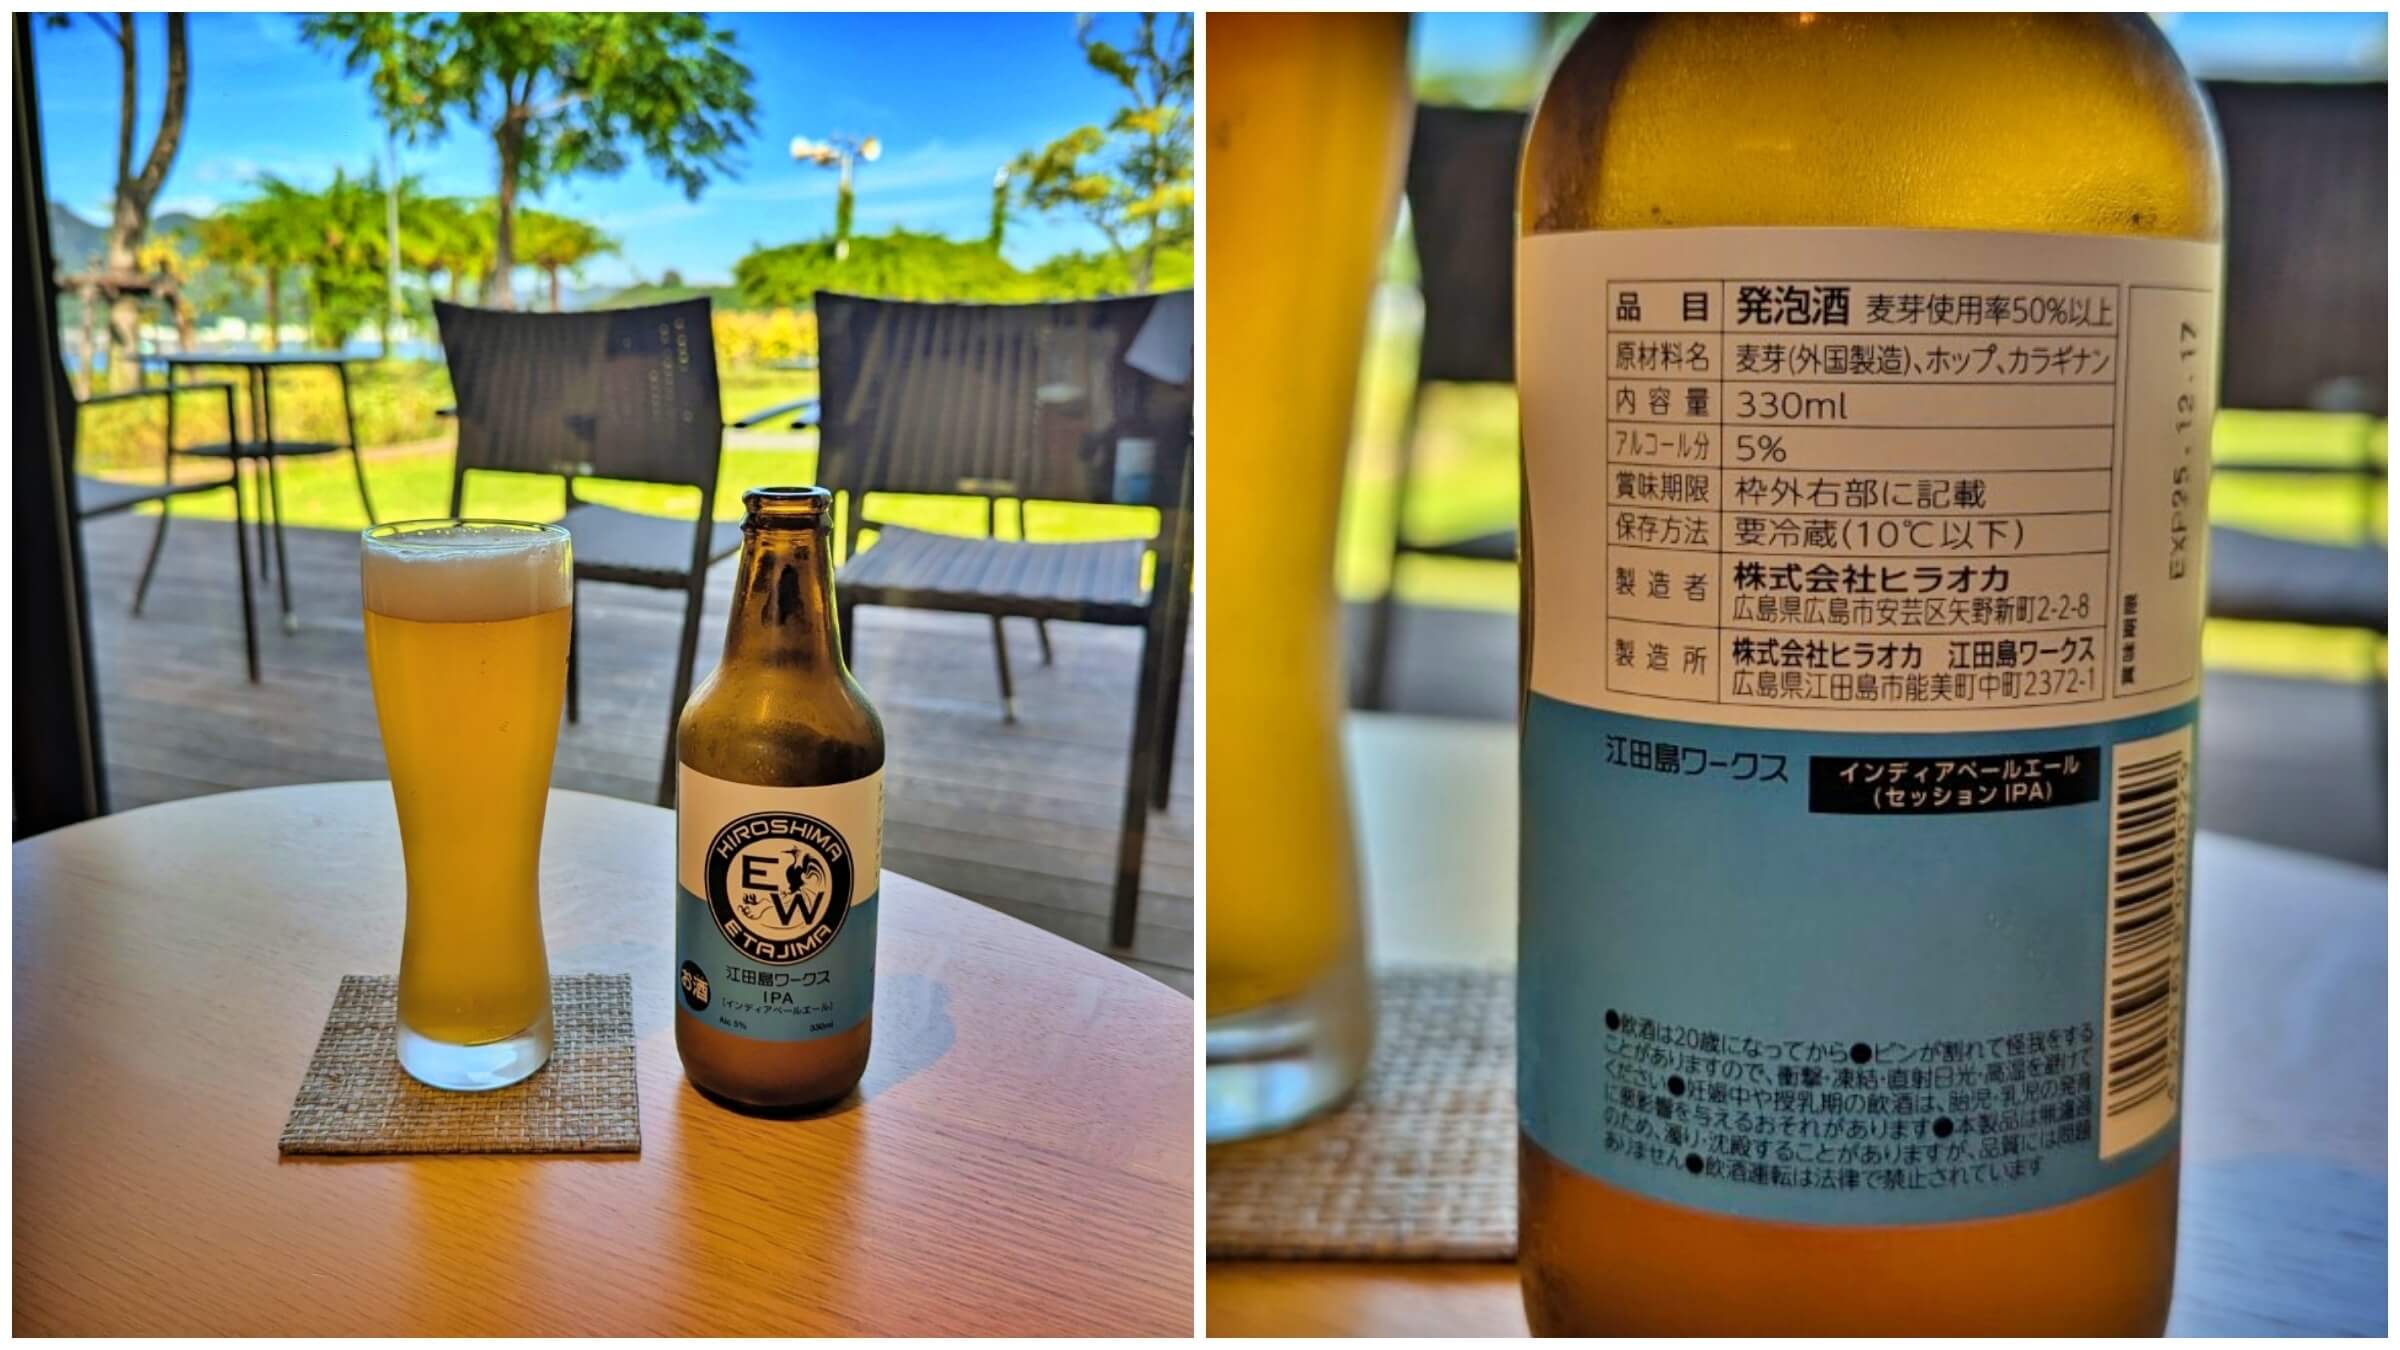 HIROSHIMA
E
W
ETAJIMA
お酒
江田島ワークス
IPA
[インディアペールエール]
Alc 5%
330ml
品目 発泡酒 麦芽使用率50%以上
原材料名 麦芽(外国製造)、ホップ、カラギナン
内容量 330ml
アルコール分 5%
賞味期限 枠外右部に記載
保存方法 要冷蔵(10℃以下)
製造者 株式会社ヒラオカ
広島県広島市安芸区矢野新町2-2-8
製造所 株式会社ヒラオカ 江田島ワークス
広島県江田島市能美町中町2372-1
賞味期限
EXP25.12.17
江田島ワークス
インディアペールエール
(セッションIPA)
●飲酒は20歳になってから●ビンが割れて怪我をする
ことがありますので、衝撃・凍結・直射日光・高温を避けて
ください●妊娠中や授乳期の飲酒は、胎児・乳児の発育
に悪影響を与えるおそれがあります●本製品は無濾過
のため、濁り・沈殿することがありますが、品質には問題
ありません●飲酒運転は法律で禁止されています